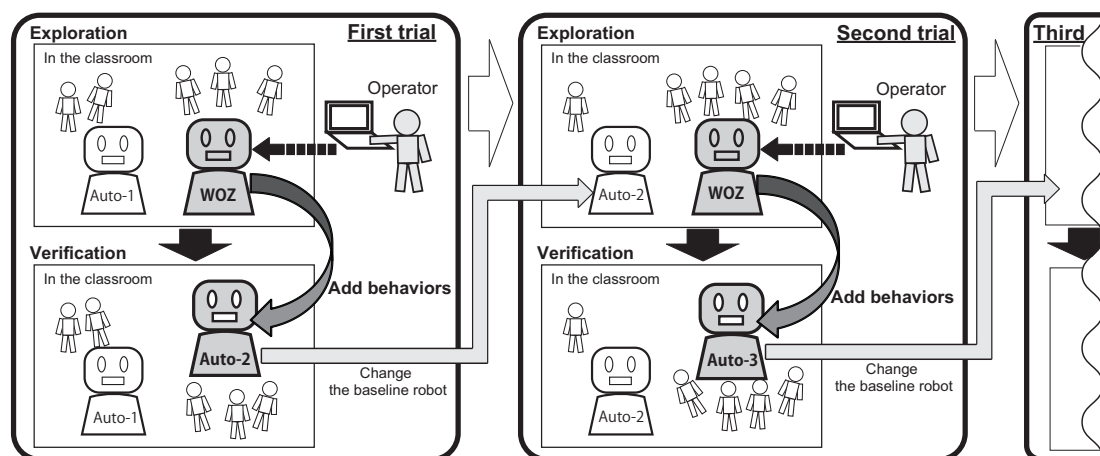 First trial
Exploration
In the classroom
Operator
Auto-1
WOZ
Verification
In the classroom
Add behaviors
Auto-2
Auto-1
Change
the baseline robot
Second trial
Exploration
In the classroom
Operator
Auto-2
WOZ
Verification
In the classroom
Add behaviors
Auto-3
Auto-2
Change
the baseline robot
Third